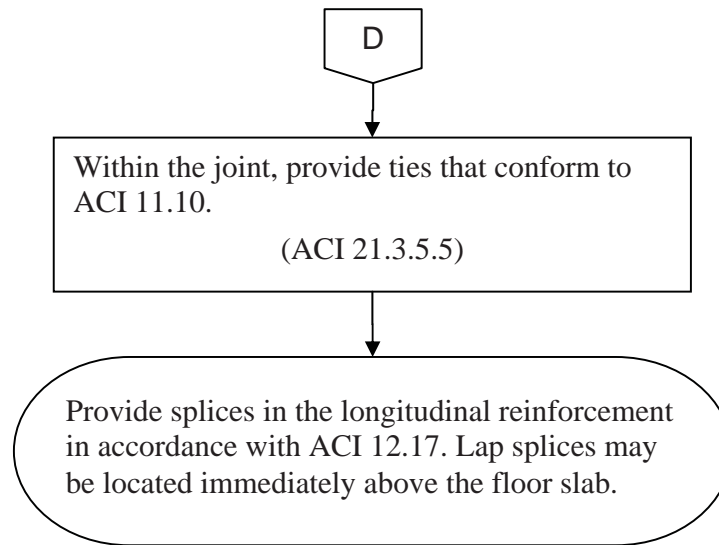 D
Within the joint, provide ties that conform to
ACI 11.10.
(ACI 21.3.5.5)
Provide splices in the longitudinal reinforcement
in accordance with ACI 12.17. Lap splices may
be located immediately above the floor slab.